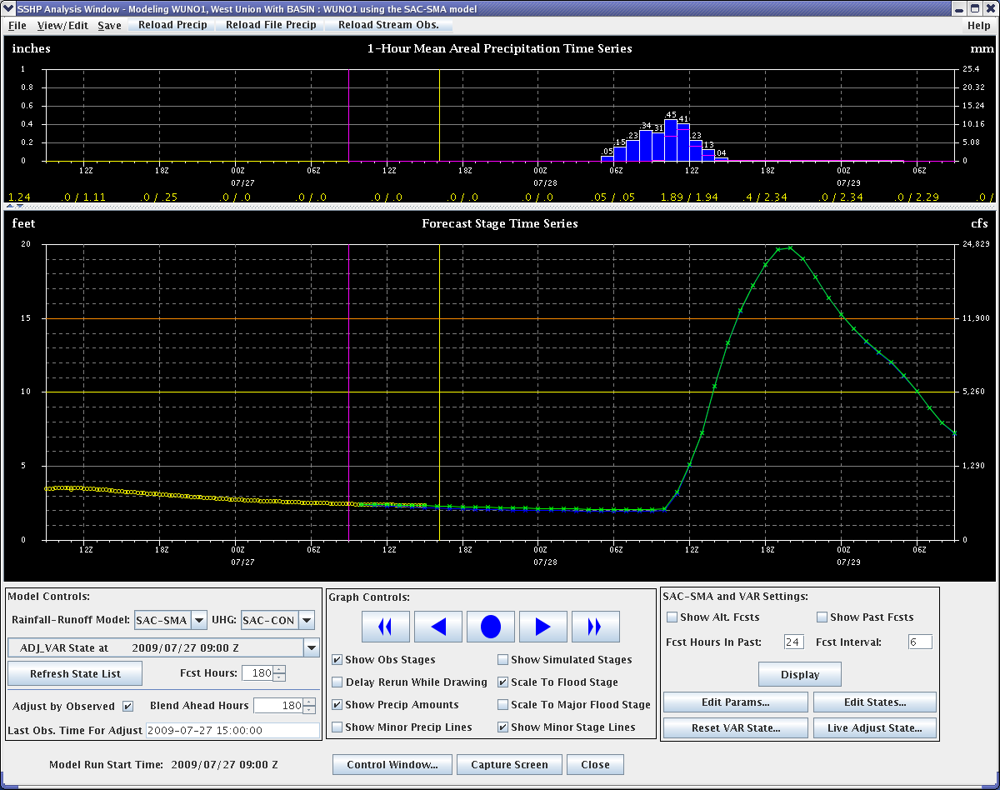 SSHP Analysis Window - Modeling WUNO1, West Union With BASIN : WUNO1 using the SAC-SMA model
File View/Edit Save Reload Precip Reload File Precip Reload Stream Obs. Help
inches 1-Hour Mean Areal Precipitation Time Series mm
1 25.4
0.8 20.32
0.6 15.24
0.4 10.16
0.2 5.08
0 0
.05 .15 .23 .34 .31 .45 .41 .23 .13 .04
12Z 18Z 00Z 06Z 12Z 18Z 00Z 06Z 12Z 18Z 00Z 06Z
07/27 07/28 07/29
1.24 .0 / 1.11 .0 / .25 .0 / .0 .0 / .0 .0 / .0 .0 / .0 .05 / .05 1.89 / 1.94 .4 / 2.34 .0 / 2.34 .0 / 2.29 .0 /
feet Forecast Stage Time Series cfs
20 24,829
15 11,900
10 5,260
5 1,290
0 0
12Z 18Z 00Z 06Z 12Z 18Z 00Z 06Z 12Z 18Z 00Z 06Z
07/27 07/28 07/29
Model Controls:
Rainfall-Runoff Model: SAC-SMA UHG: SAC-CON
ADJ_VAR State at 2009/07/27 09:00 Z
Refresh State List Fcst Hours: 180
Adjust by Observed Blend Ahead Hours 180
Last Obs. Time For Adjust 2009-07-27 15:00:00
Graph Controls:
Show Obs Stages Show Simulated Stages
Delay Rerun While Drawing Scale To Flood Stage
Show Precip Amounts Scale To Major Flood Stage
Show Minor Precip Lines Show Minor Stage Lines
SAC-SMA and VAR Settings:
Show Alt. Fcsts Show Past Fcsts
Fcst Hours In Past: 24 Fcst Interval: 6
Display
Edit Params... Edit States...
Reset VAR State... Live Adjust State...
Model Run Start Time: 2009/07/27 09:00 Z Control Window... Capture Screen Close